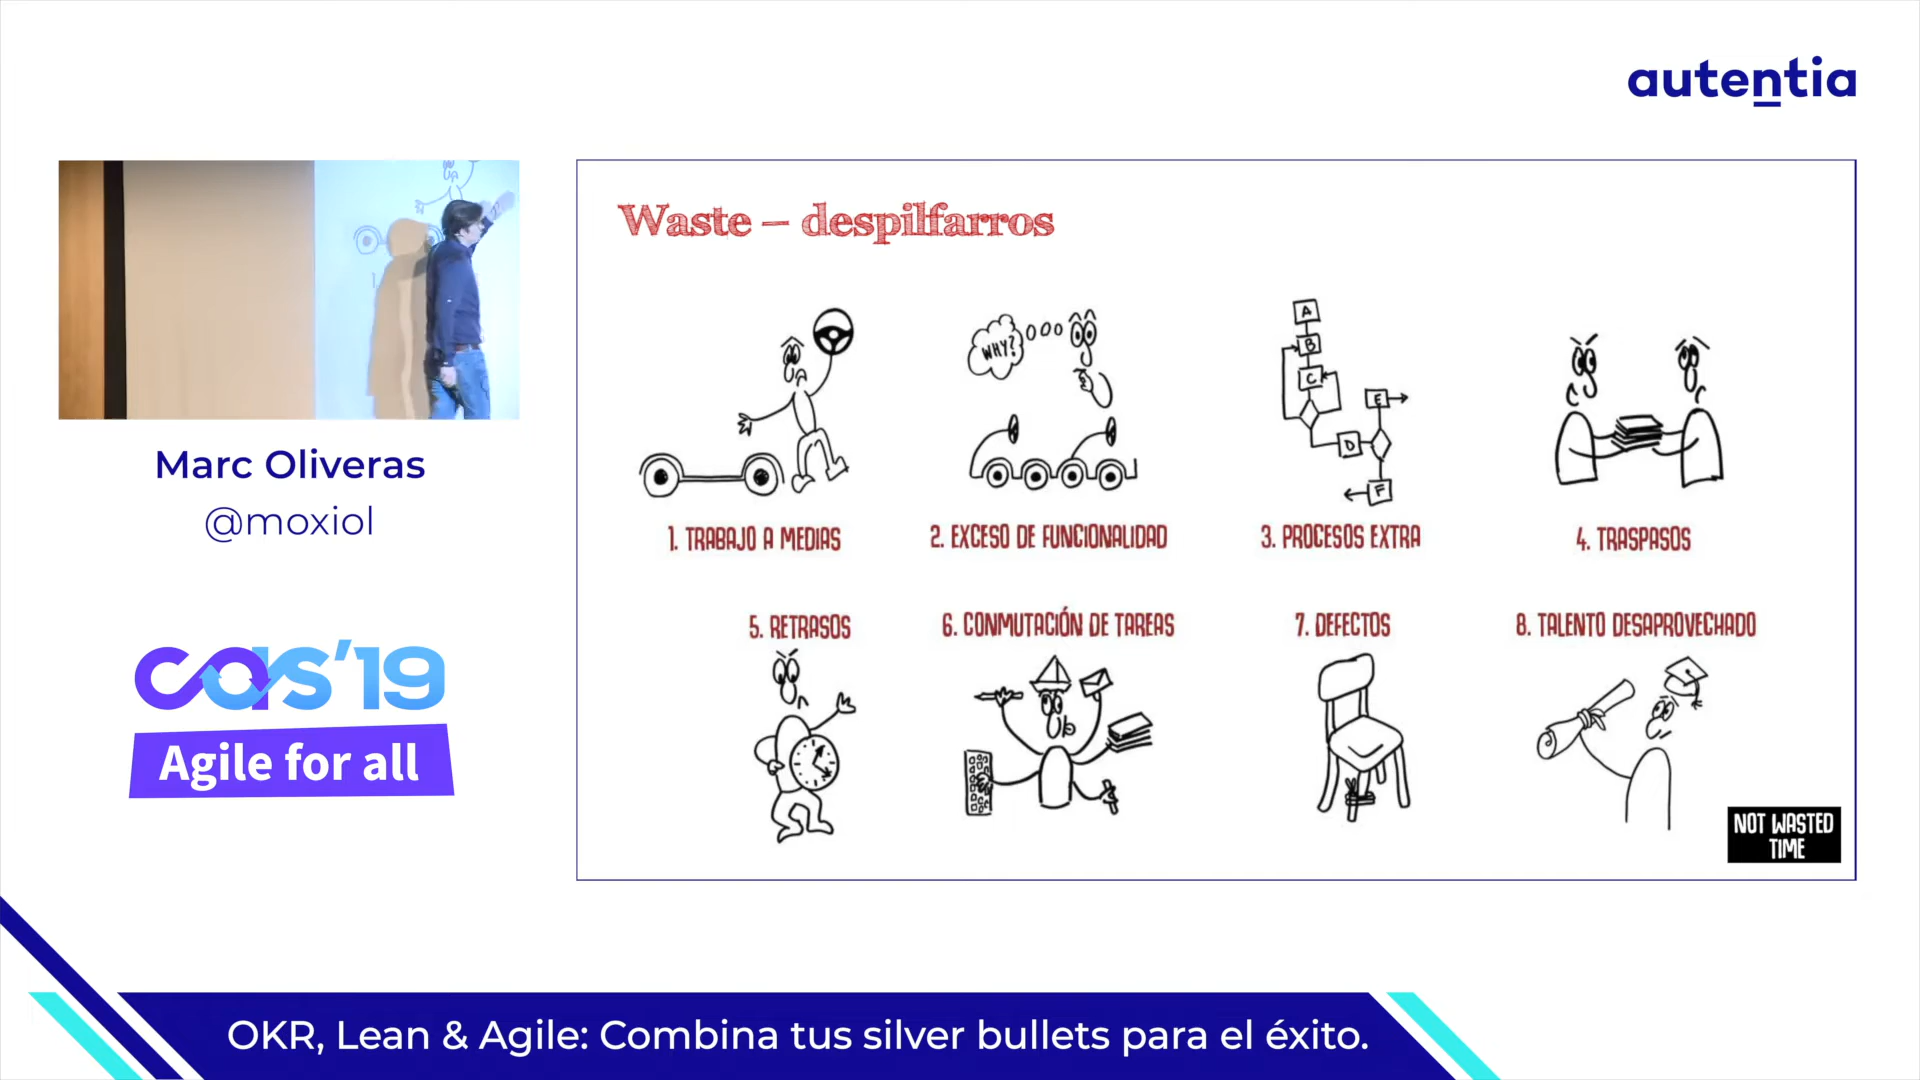 autentia
Waste – despilfarros
WHY?
A
B
C
E
D
F
1. TRABAJO A MEDIAS
2. EXCESO DE FUNCIONALIDAD
3. PROCESOS EXTRA
4. TRASPASOS
5. RETRASOS
6. CONMUTACIÓN DE TAREAS
7. DEFECTOS
8. TALENTO DESAPROVECHADO
NOT WASTED
TIME
Marc Oliveras
@moxiol
cas'19
Agile for all
OKR, Lean & Agile: Combina tus silver bullets para el éxito.